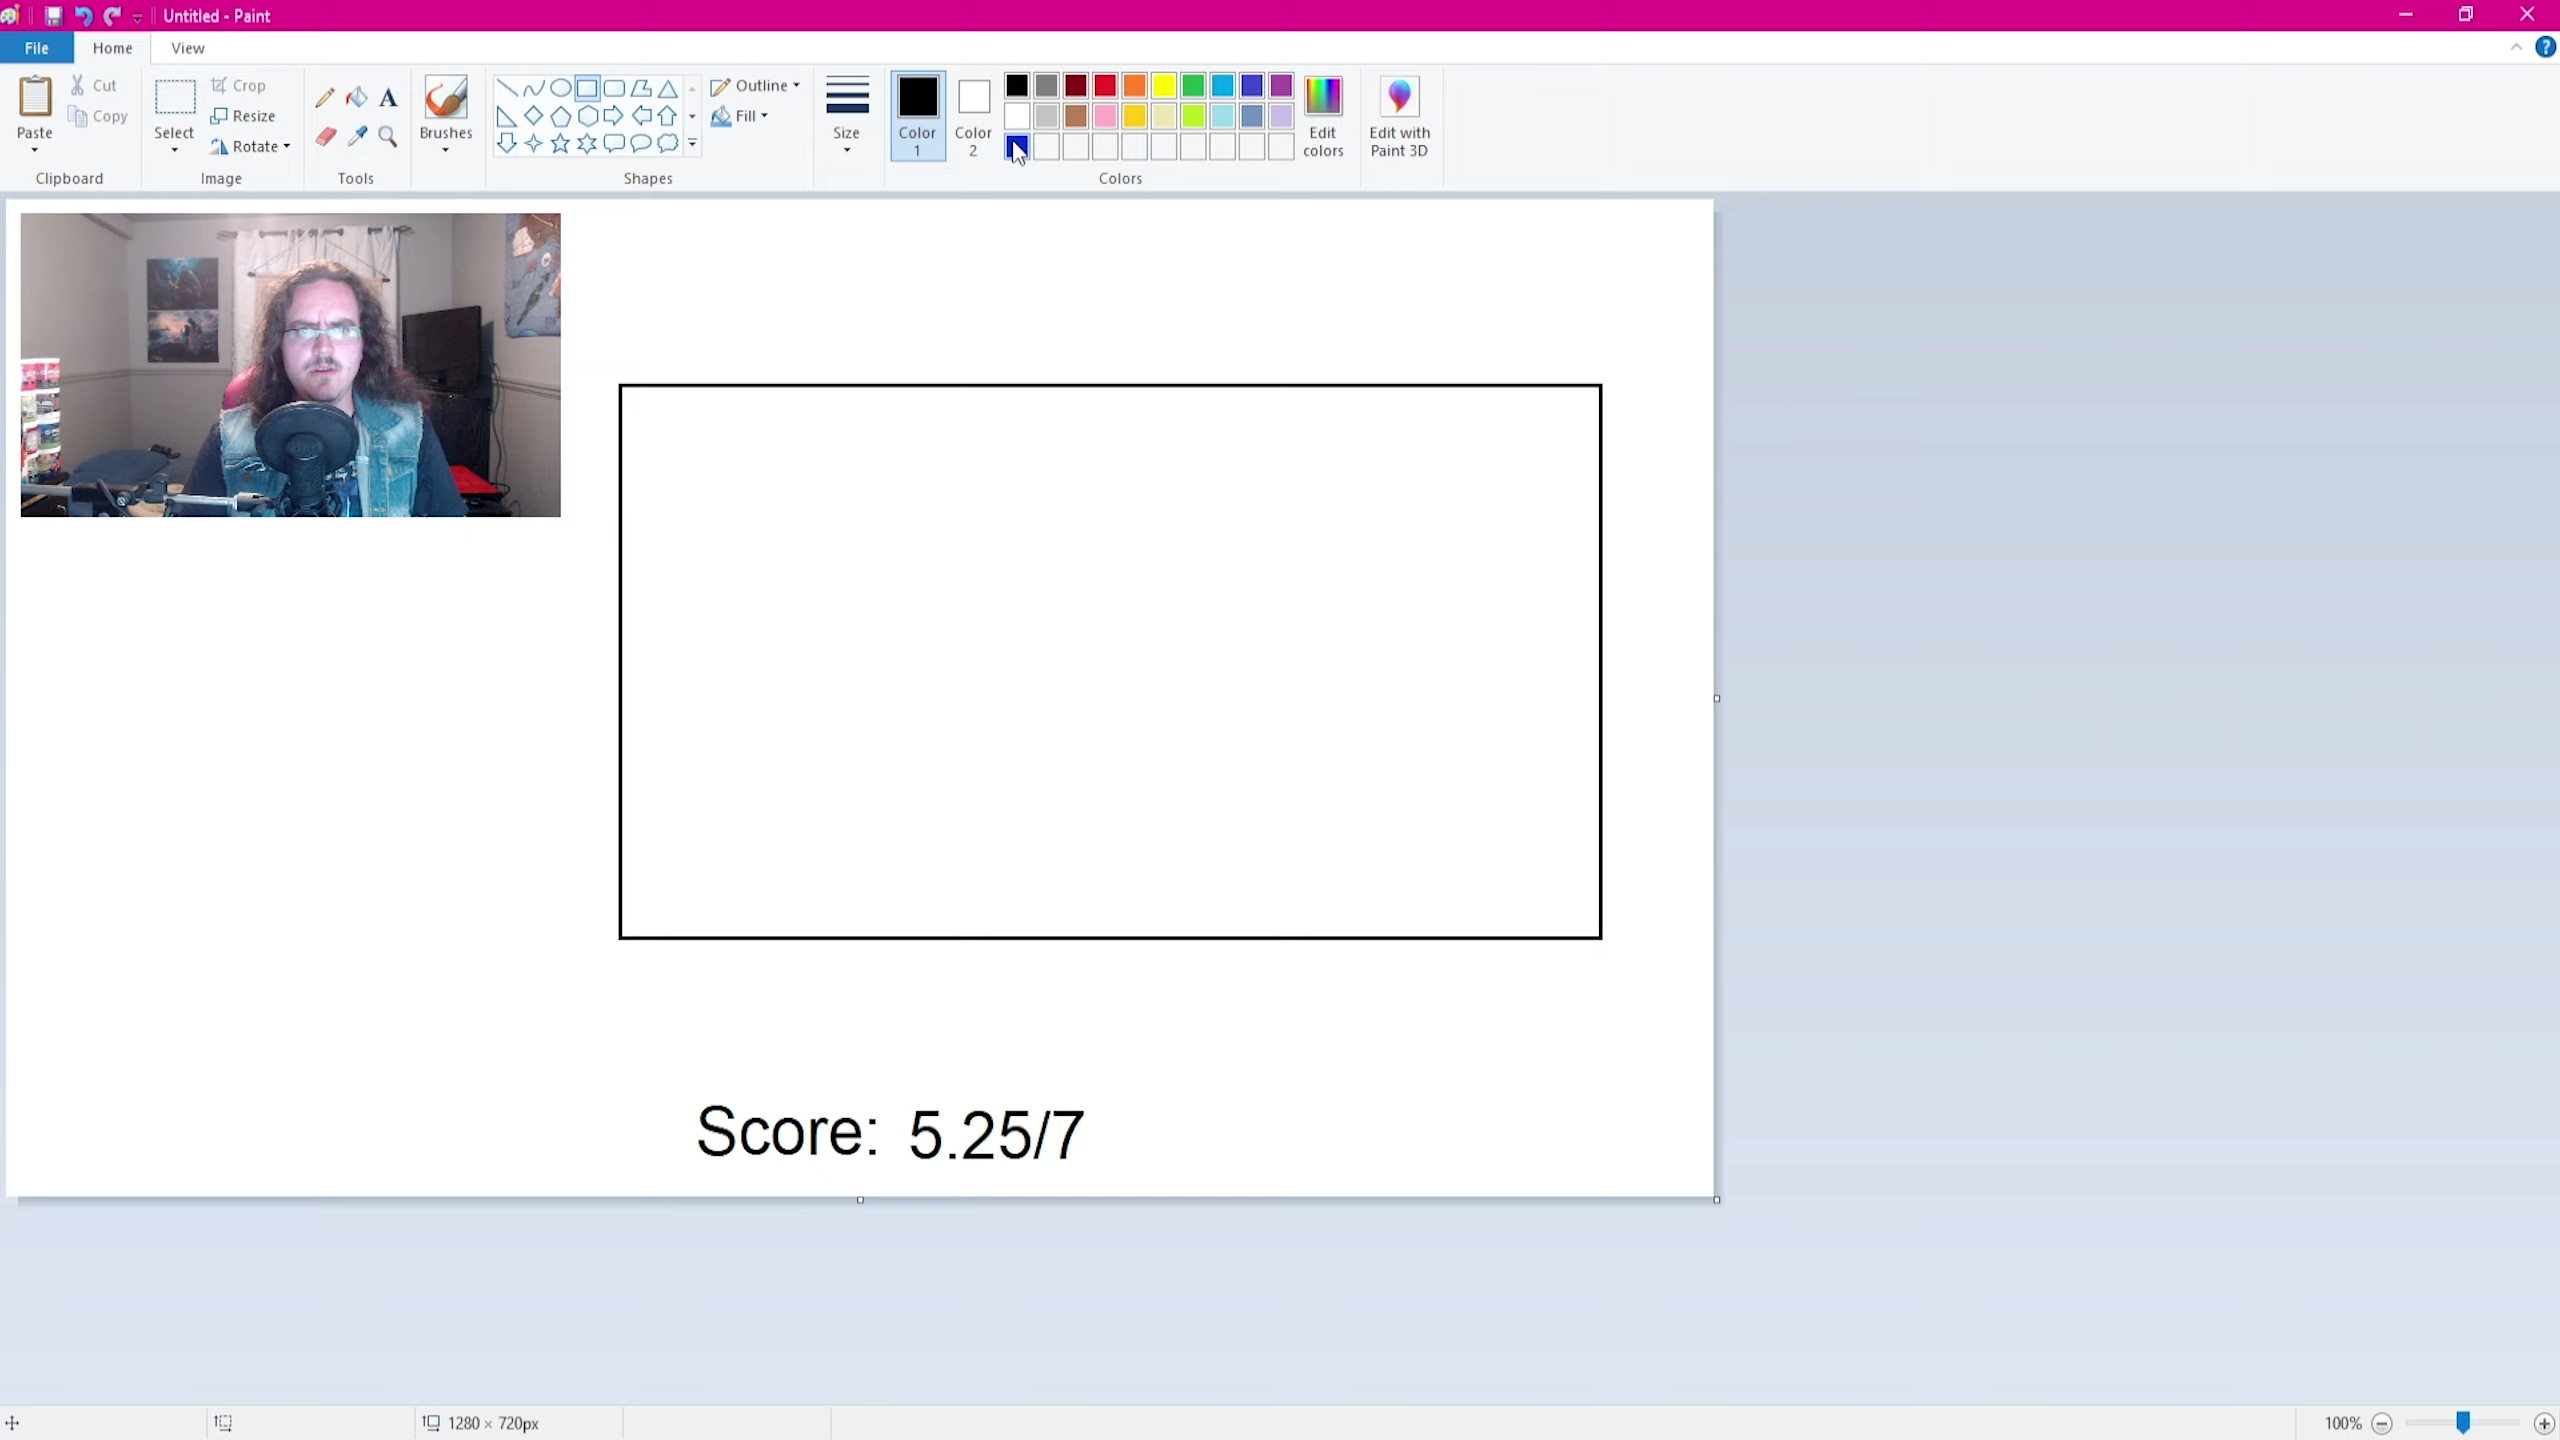 Untitled - Paint
File Home View
Paste
Cut
Copy
Clipboard
Select
Crop
Resize
Rotate
Image
A
Tools
Brushes
Shapes
Outline
Fill
Size
Color 1
Color 2
Colors
Edit colors
Edit with Paint 3D
?
Score: 5.25/7
1280 × 720px
100%